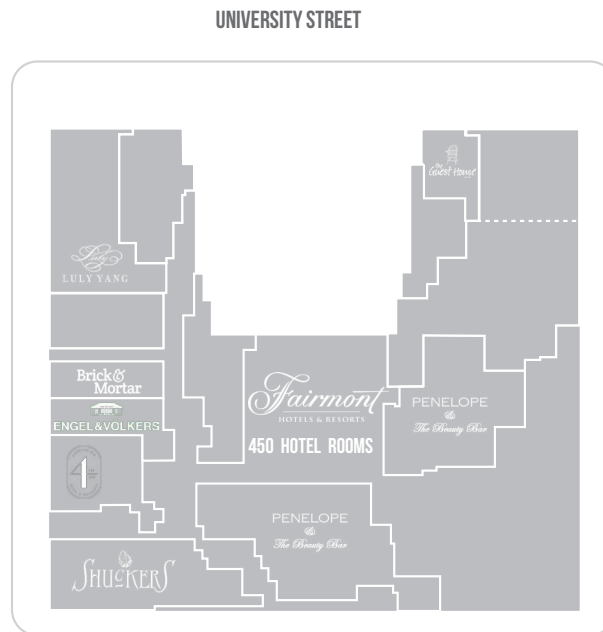 UNIVERSITY STREET
the
Guest House
Luly
LULY YANG
Brick &
Mortar
ENGEL&VOLKERS
Fairmont
HOTELS & RESORTS
450 HOTEL ROOMS
PENELOPE
&
The Beauty Bar
4
PENELOPE
&
The Beauty Bar
SHUCKERS